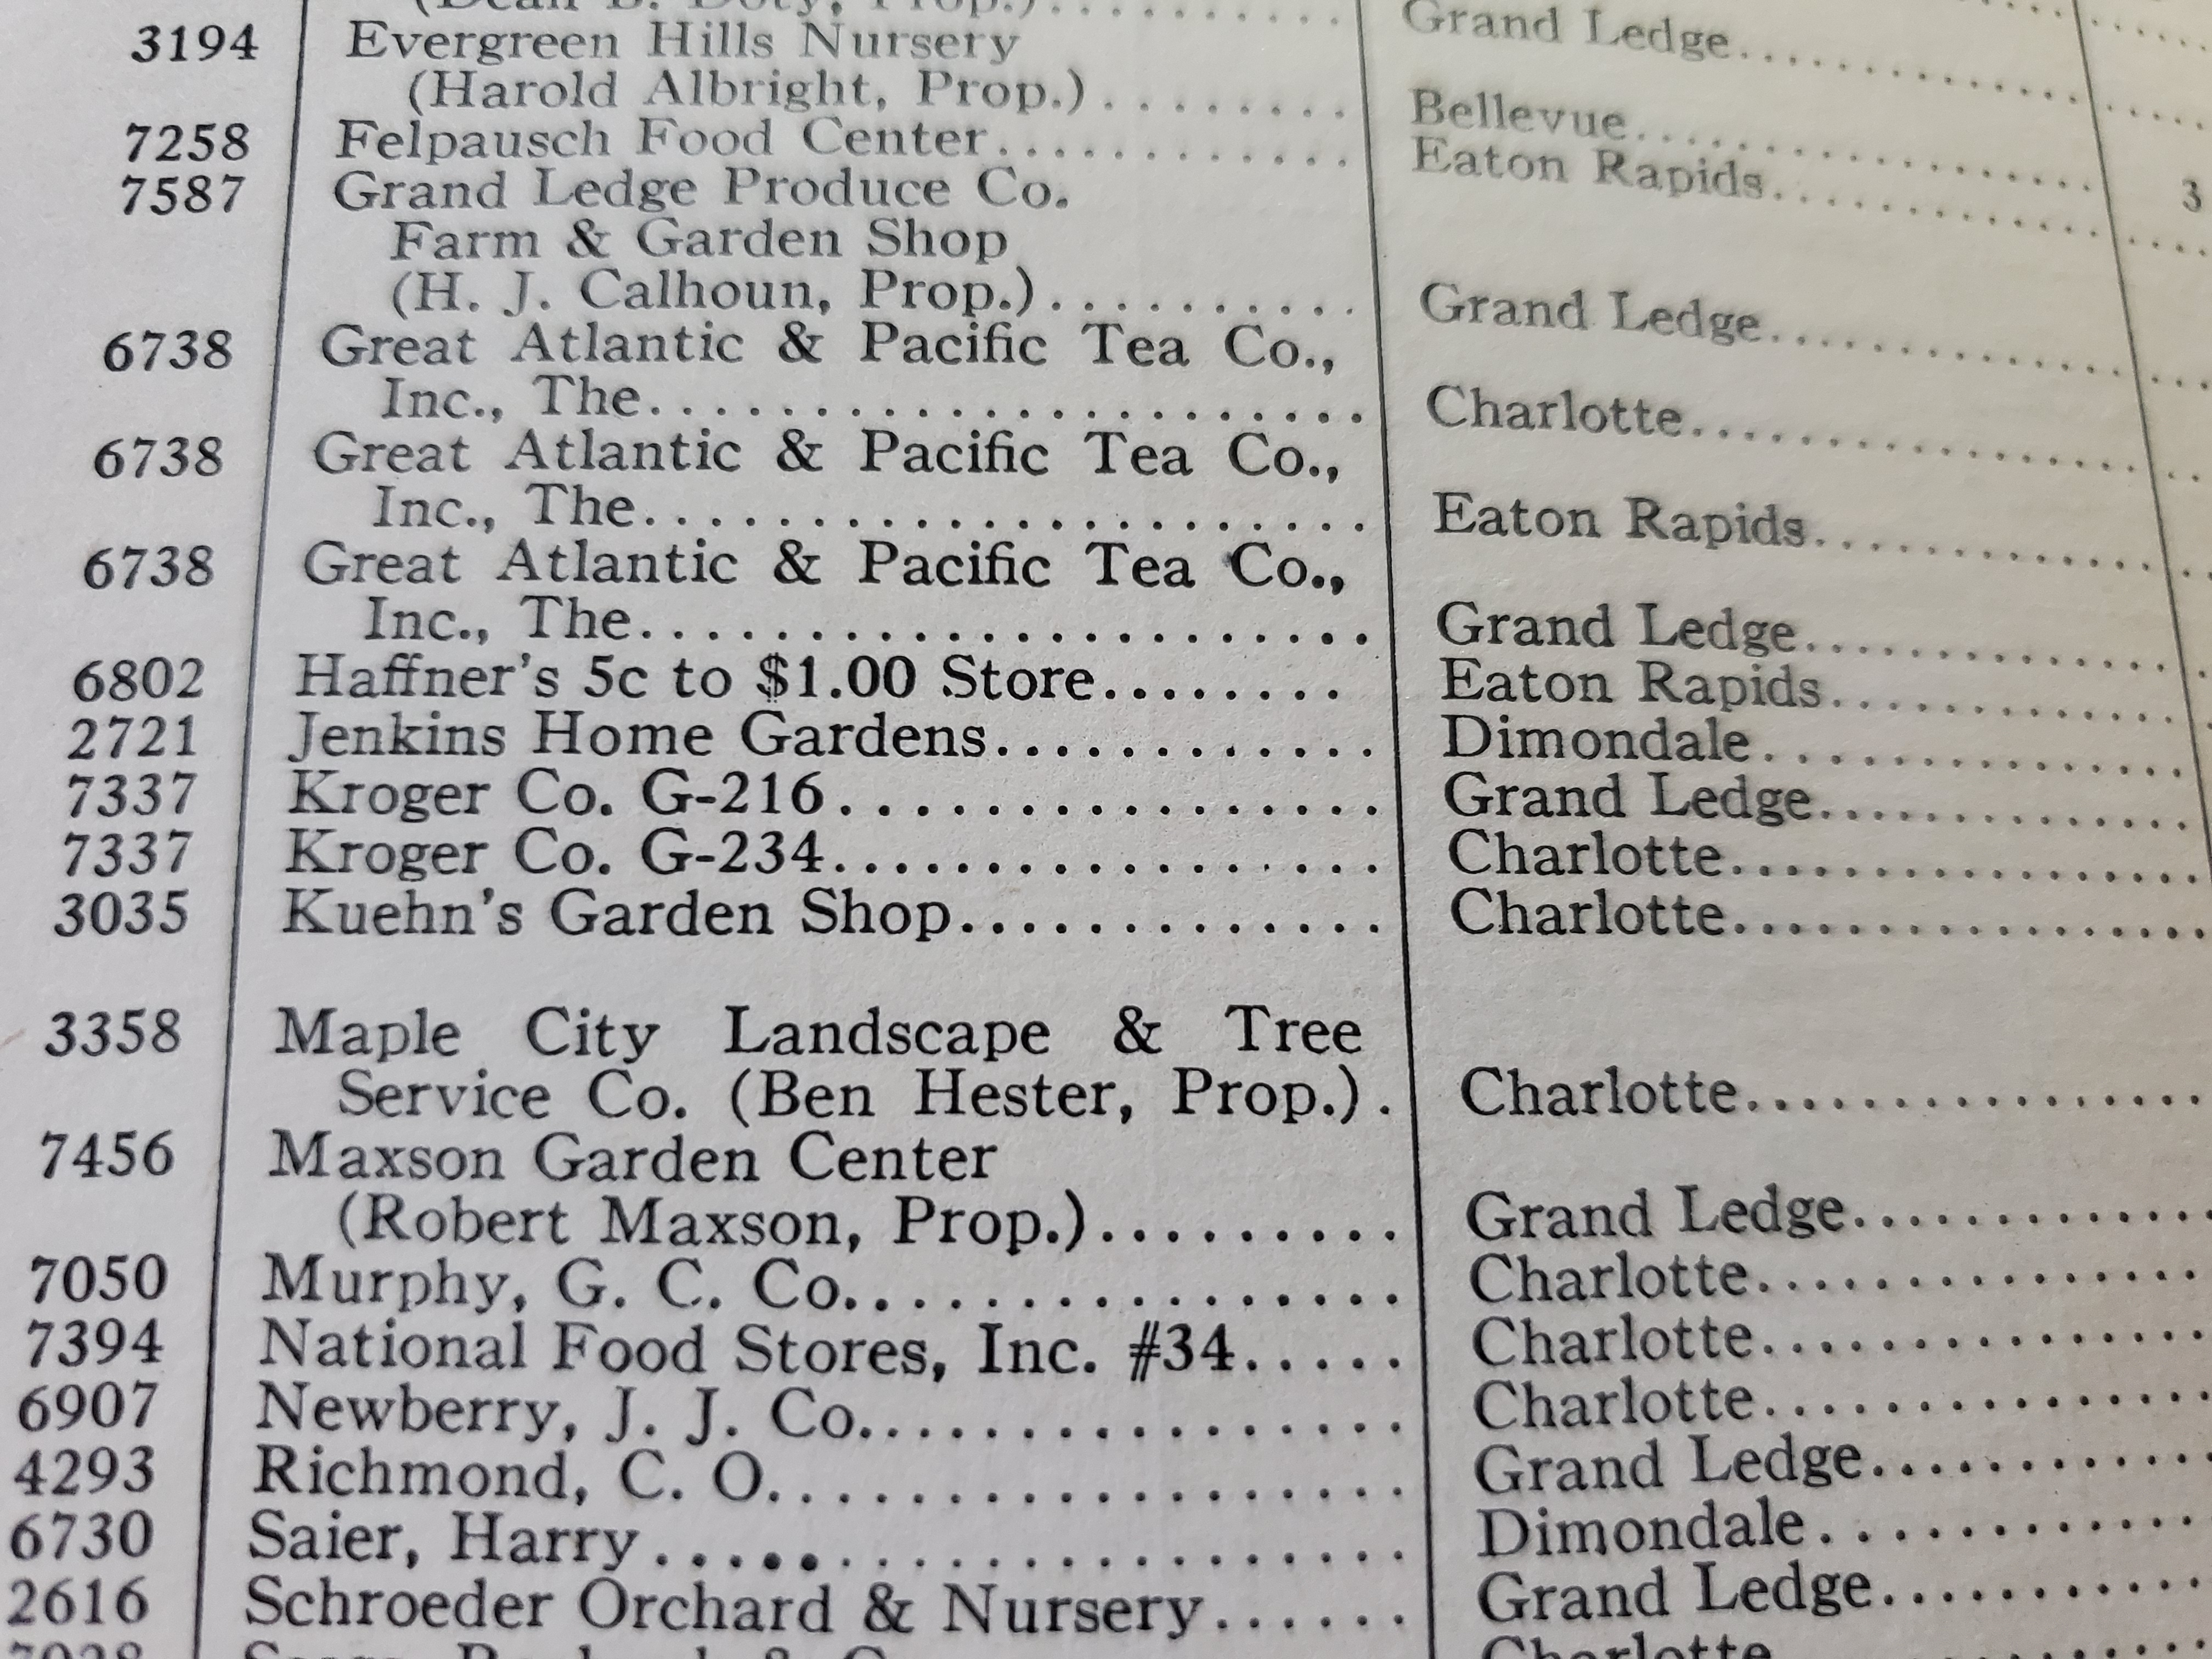 (Dean B. Doty, Prop.).......... Grand Ledge..............
3194 Evergreen Hills Nursery
(Harold Albright, Prop.)......... Bellevue..............
7258 Felpausch Food Center............ Eaton Rapids.............. 3
7587 Grand Ledge Produce Co.
Farm & Garden Shop
(H. J. Calhoun, Prop.).......... Grand Ledge..............
6738 Great Atlantic & Pacific Tea Co.,
Inc., The...................... Charlotte..............
6738 Great Atlantic & Pacific Tea Co.,
Inc., The...................... Eaton Rapids.............
6738 Great Atlantic & Pacific Tea Co.,
Inc., The...................... Grand Ledge.............
6802 Haffner's 5c to $1.00 Store........ Eaton Rapids.............
2721 Jenkins Home Gardens............. Dimondale..............
7337 Kroger Co. G-216................. Grand Ledge.............
7337 Kroger Co. G-234................. Charlotte................
3035 Kuehn's Garden Shop.............. Charlotte................
3358 Maple City Landscape & Tree
Service Co. (Ben Hester, Prop.). Charlotte................
7456 Maxson Garden Center
(Robert Maxson, Prop.)......... Grand Ledge............
7050 Murphy, G. C. Co................. Charlotte...............
7394 National Food Stores, Inc. #34..... Charlotte...............
6907 Newberry, J. J. Co................ Charlotte...............
4293 Richmond, C. O................... Grand Ledge...........
6730 Saier, Harry....................... Dimondale............
2616 Schroeder Orchard & Nursery...... Grand Ledge...........
Charlotte